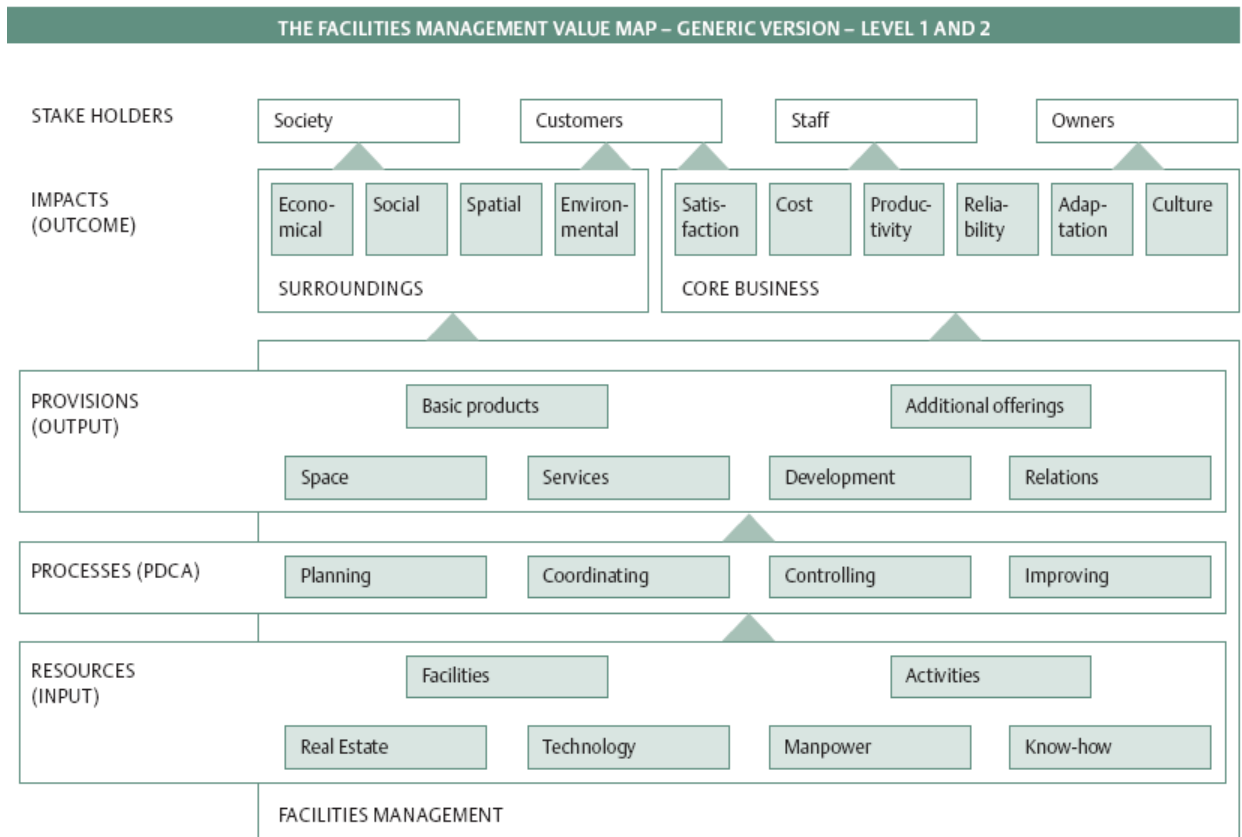 THE FACILITIES MANAGEMENT VALUE MAP – GENERIC VERSION – LEVEL 1 AND 2
STAKE HOLDERS
Society
Customers
Staff
Owners
IMPACTS
(OUTCOME)
Econo-
mical
Social
Spatial
Environ-
mental
Satis-
faction
Cost
Produc-
tivity
Relia-
bility
Adap-
tation
Culture
SURROUNDINGS
CORE BUSINESS
PROVISIONS
(OUTPUT)
Basic products
Additional offerings
Space
Services
Development
Relations
PROCESSES (PDCA)
Planning
Coordinating
Controlling
Improving
RESOURCES
(INPUT)
Facilities
Activities
Real Estate
Technology
Manpower
Know-how
FACILITIES MANAGEMENT